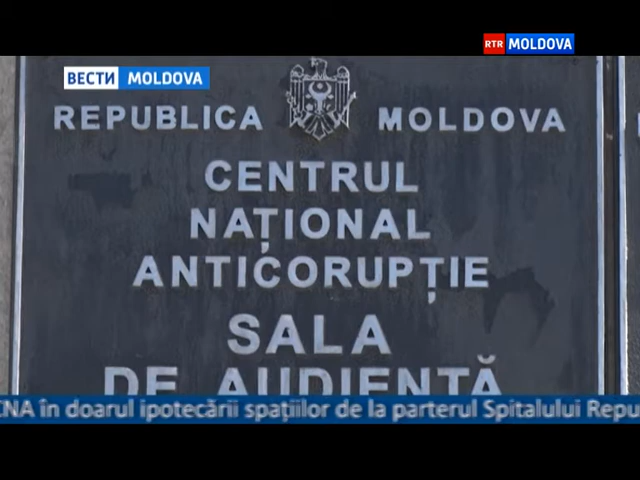 RTR MOLDOVA
ВЕСТИ MOLDOVA
REPUBLICA MOLDOVA
CENTRUL
NAȚIONAL
ANTICORUPȚIE
SALA
DE AUDIENȚĂ
CNA în doarul ipotecării spațiilor de la parterul Spitalului Repu